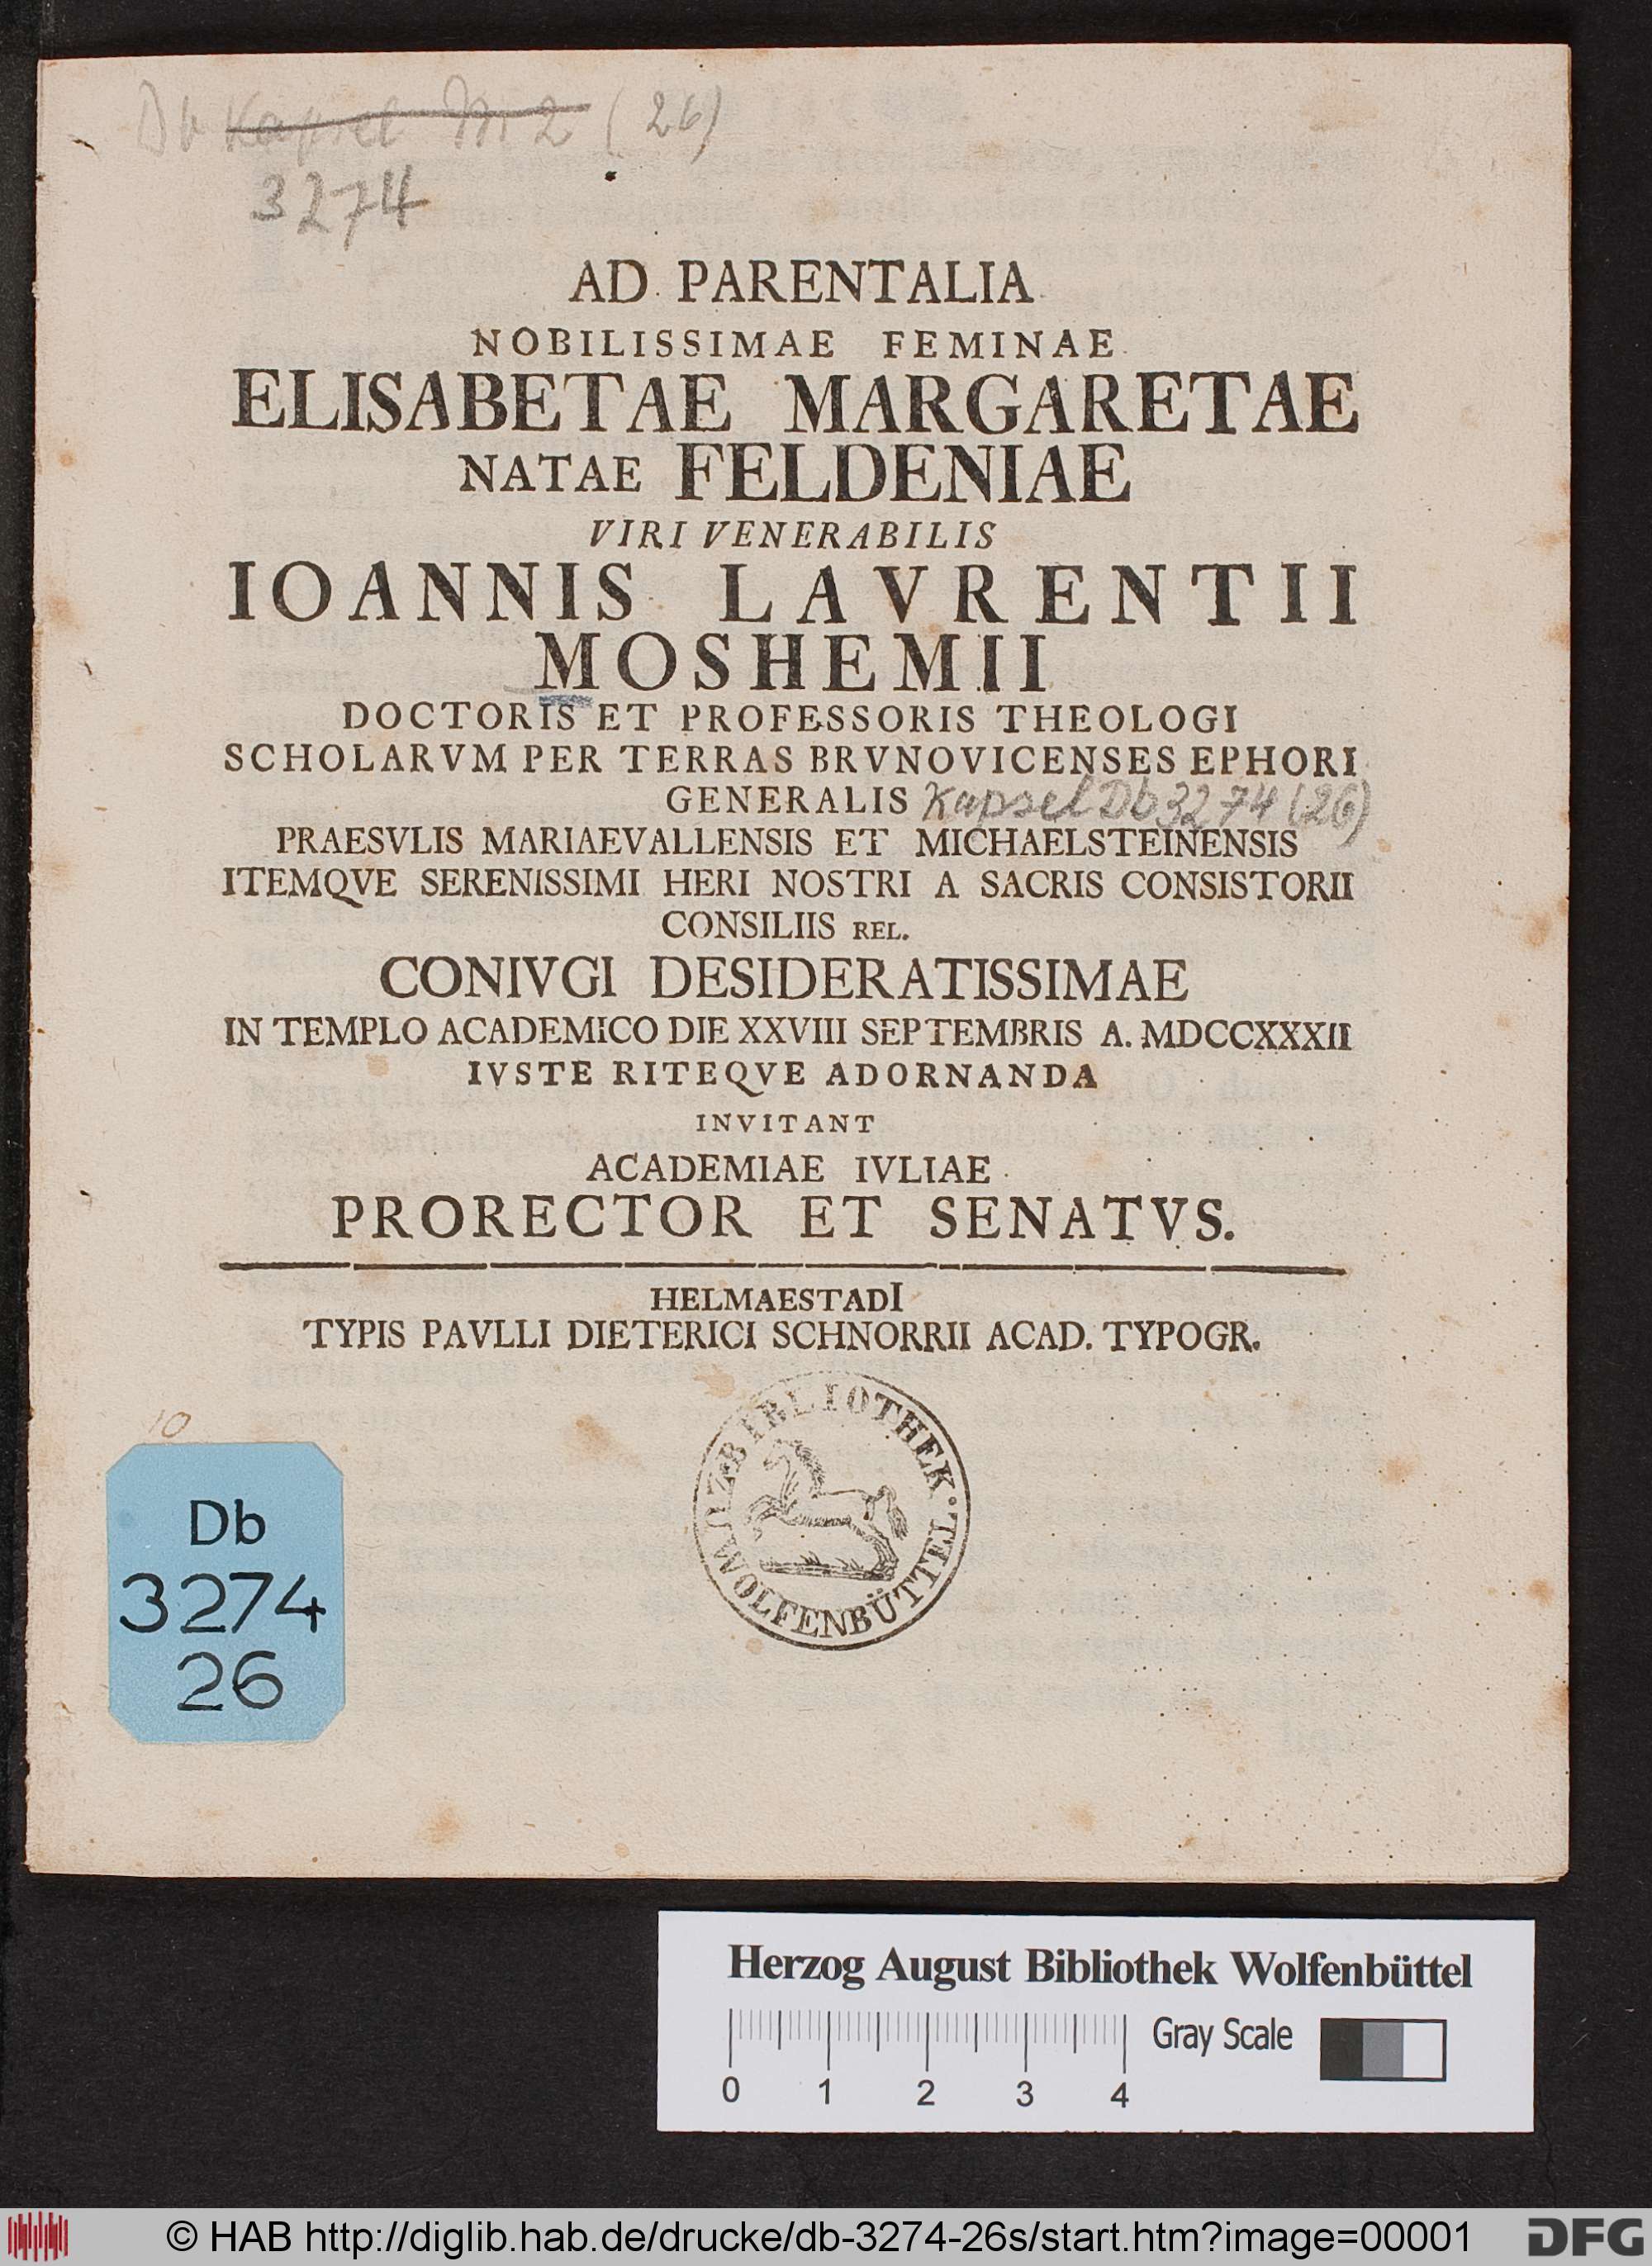 Db Kapsel Nr 2 (26)
3274
AD PARENTALIA
NOBILISSIMAE FEMINAE
ELISABETAE MARGARETAE
NATAE FELDENIAE
VIRI VENERABILIS
IOANNIS LAVRENTII
MOSHEMII
DOCTORIS ET PROFESSORIS THEOLOGI
SCHOLARVM PER TERRAS BRVNOVICENSES EPHORI
GENERALIS Kapsel Db 3274 (26)
PRAESVLIS MARIAEVALLENSIS ET MICHAELSTEINENSIS
ITEMQVE SERENISSIMI HERI NOSTRI A SACRIS CONSISTORII
CONSILIIS REL.
CONIVGI DESIDERATISSIMAE
IN TEMPLO ACADEMICO DIE XXVIII SEPTEMBRIS A. MDCCXXXII
IVSTE RITEQVE ADORNANDA
INVITANT
ACADEMIAE IVLIAE
PRORECTOR ET SENATVS.
HELMAESTADI
TYPIS PAVLLI DIETERICI SCHNORRII ACAD. TYPOGR.
10
BIBLIOTHEK
ZU WOLFENBÜTTEL
Db
3274
26
Herzog August Bibliothek Wolfenbüttel
Gray Scale
0 1 2 3 4
© HAB http://diglib.hab.de/drucke/db-3274-26s/start.htm?image=00001
DFG